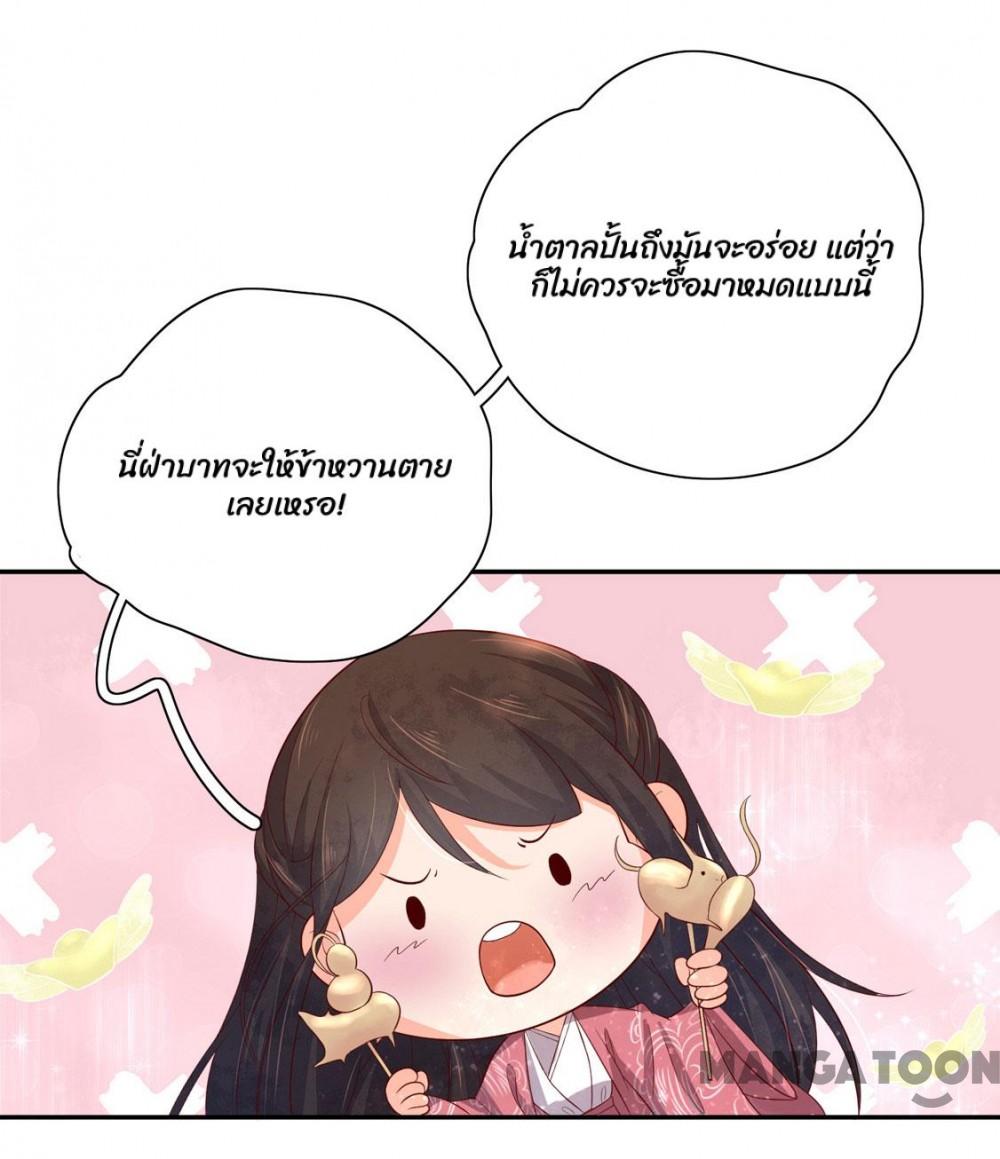 น้ำตาลปั้นถึงมันจะอร่อย แต่ว่า
ก็ไม่ควรจะซื้อมาหมดแบบนี้
นี่ฝ่าบาทจะให้ข้าหวานตาย
เลยเหรอ!
MANGATOON